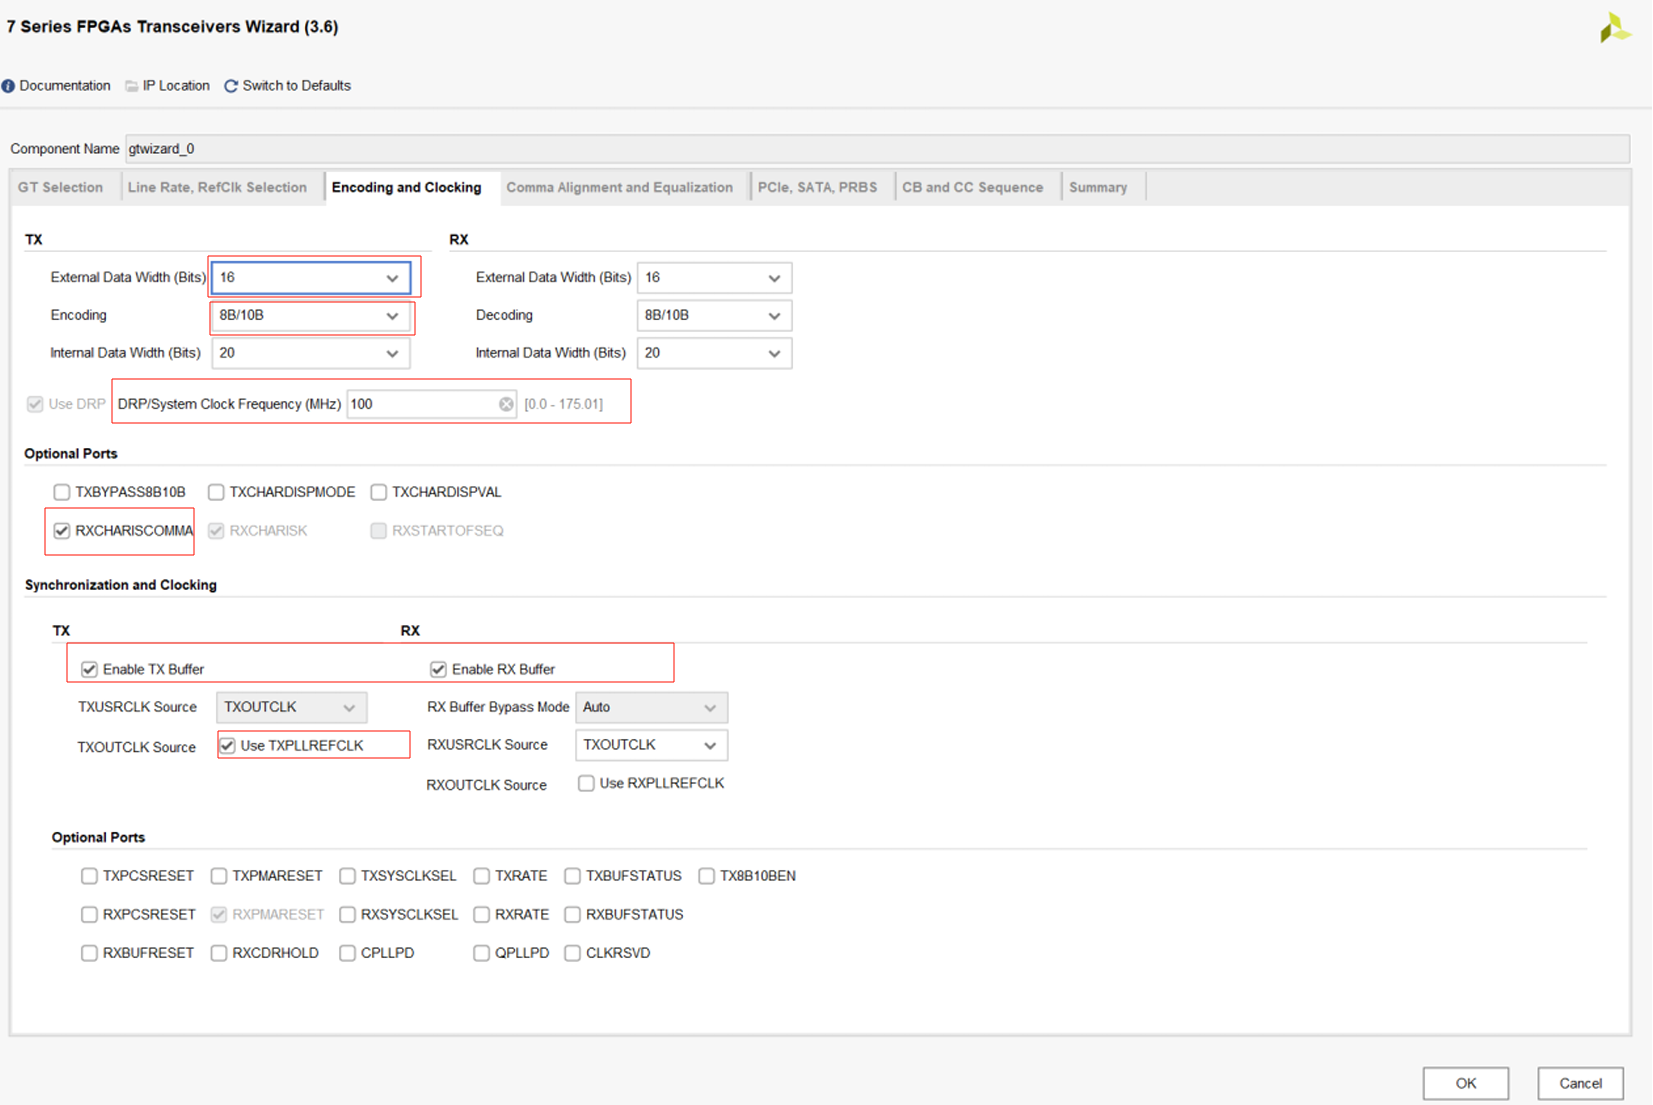 7 Series FPGAs Transceivers Wizard (3.6)
Documentation IP Location Switch to Defaults
Component Name gtwizard_0
GT Selection Line Rate, RefClk Selection Encoding and Clocking Comma Alignment and Equalization PCIe, SATA, PRBS CB and CC Sequence Summary
TX RX
External Data Width (Bits) 16 External Data Width (Bits) 16
Encoding 8B/10B Decoding 8B/10B
Internal Data Width (Bits) 20 Internal Data Width (Bits) 20
Use DRP DRP/System Clock Frequency (MHz) 100 [0.0 - 175.01]
Optional Ports
TXBYPASS8B10B TXCHARDISPMODE TXCHARDISPVAL
RXCHARISCOMMA RXCHARISK RXSTARTOFSEQ
Synchronization and Clocking
TX RX
Enable TX Buffer Enable RX Buffer
TXUSRCLK Source TXOUTCLK RX Buffer Bypass Mode Auto
TXOUTCLK Source Use TXPLLREFCLK RXUSRCLK Source TXOUTCLK
RXOUTCLK Source Use RXPLLREFCLK
Optional Ports
TXPCSRESET TXPMARESET TXSYSCLKSEL TXRATE TXBUFSTATUS TX8B10BEN
RXPCSRESET RXPMARESET RXSYSCLKSEL RXRATE RXBUFSTATUS
RXBUFRESET RXCDRHOLD CPLLPD QPLLPD CLKRSVD
OK Cancel